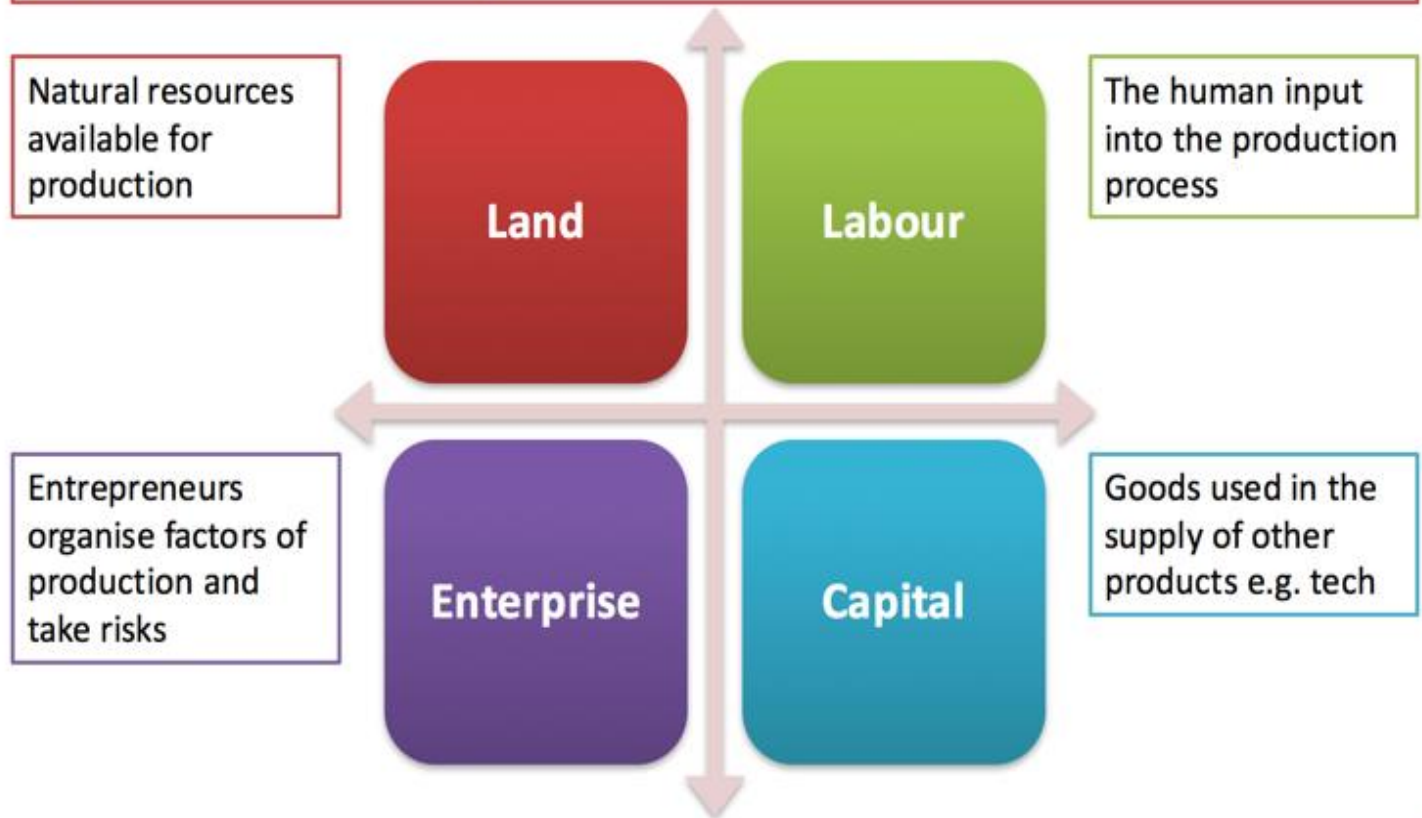 Natural resources
available for
production
Land
Labour
The human input
into the production
process
Entrepreneurs
organise factors of
production and
take risks
Enterprise
Capital
Goods used in the
supply of other
products e.g. tech